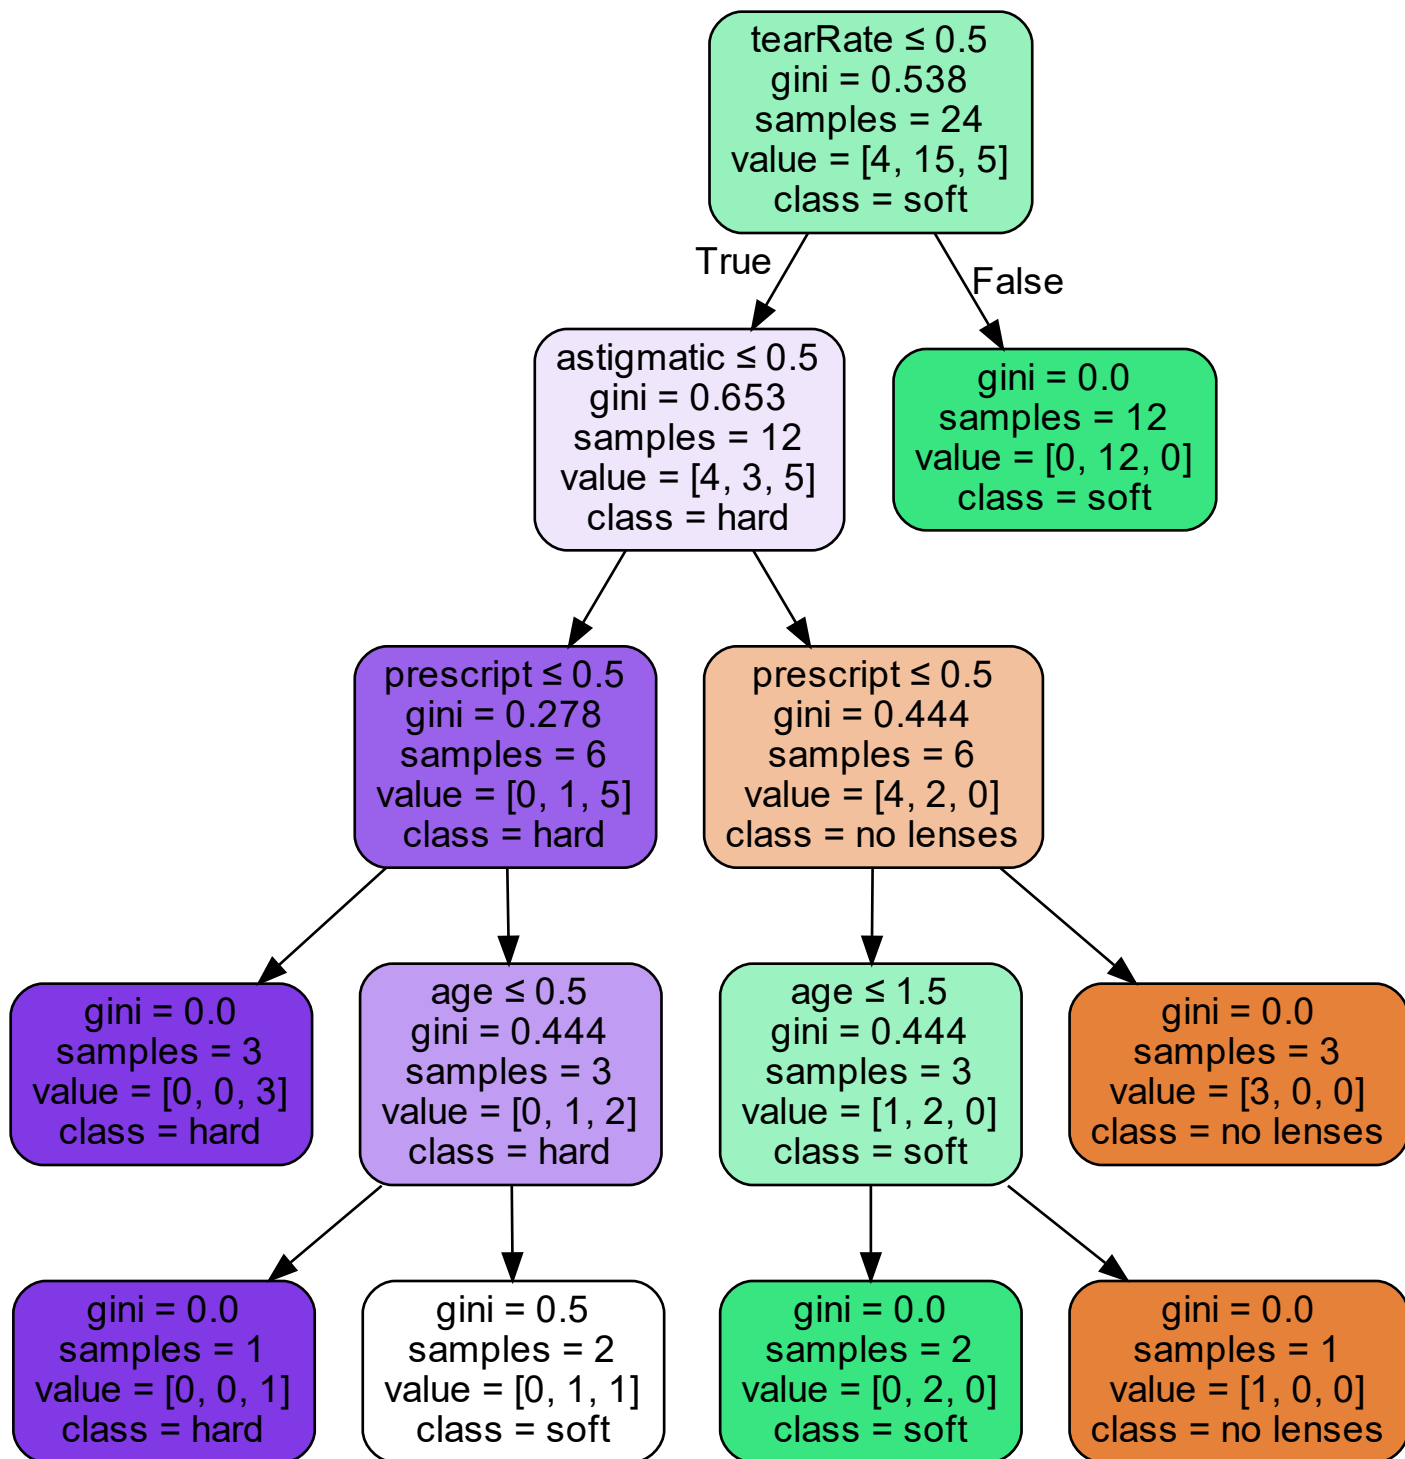 tearRate ≤ 0.5
gini = 0.538
samples = 24
value = [4, 15, 5]
class = soft
True
False
astigmatic ≤ 0.5
gini = 0.653
samples = 12
value = [4, 3, 5]
class = hard
gini = 0.0
samples = 12
value = [0, 12, 0]
class = soft
prescript ≤ 0.5
gini = 0.278
samples = 6
value = [0, 1, 5]
class = hard
prescript ≤ 0.5
gini = 0.444
samples = 6
value = [4, 2, 0]
class = no lenses
gini = 0.0
samples = 3
value = [0, 0, 3]
class = hard
age ≤ 0.5
gini = 0.444
samples = 3
value = [0, 1, 2]
class = hard
age ≤ 1.5
gini = 0.444
samples = 3
value = [1, 2, 0]
class = soft
gini = 0.0
samples = 3
value = [3, 0, 0]
class = no lenses
gini = 0.0
samples = 1
value = [0, 0, 1]
class = hard
gini = 0.5
samples = 2
value = [0, 1, 1]
class = soft
gini = 0.0
samples = 2
value = [0, 2, 0]
class = soft
gini = 0.0
samples = 1
value = [1, 0, 0]
class = no lenses